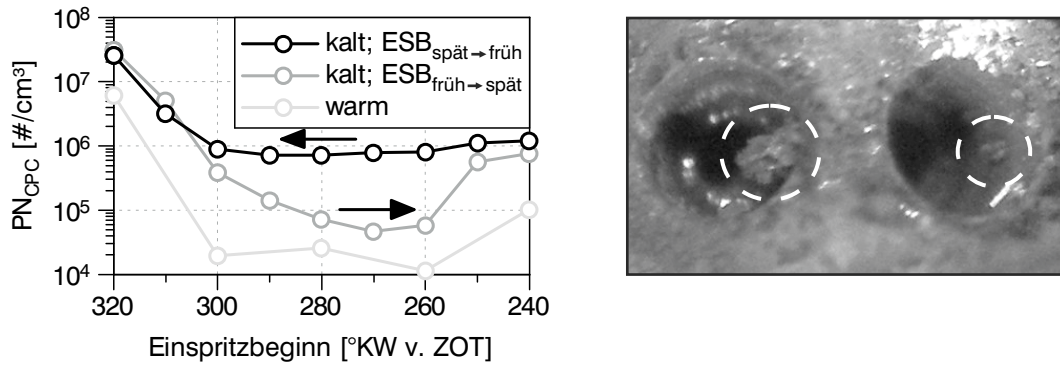 10⁸
10⁷
10⁶
10⁵
10⁴
PN_CPC [#/cm³]
kalt; ESB_spät→früh
kalt; ESB_früh→spät
warm
320 300 280 260 240
Einspritzbeginn [°KW v. ZOT]